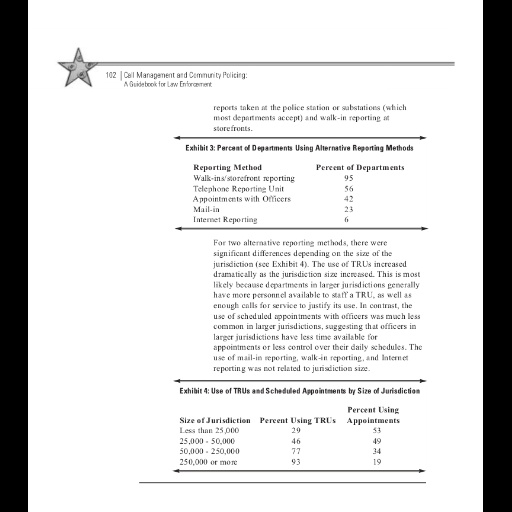 102 | Call Management and Community Policing:
A Guidebook for Law Enforcement
reports taken at the police station or substations (which
most departments accept) and walk-in reporting at
storefronts.
Exhibit 3: Percent of Departments Using Alternative Reporting Methods
Reporting Method Percent of Departments
Walk-ins/storefront reporting 95
Telephone Reporting Unit 56
Appointments with Officers 42
Mail-in 23
Internet Reporting 6
For two alternative reporting methods, there were
significant differences depending on the size of the
jurisdiction (see Exhibit 4). The use of TRUs increased
dramatically as the jurisdiction size increased. This is most
likely because departments in larger jurisdictions generally
have more personnel available to staff a TRU, as well as
enough calls for service to justify its use. In contrast, the
use of scheduled appointments with officers was much less
common in larger jurisdictions, suggesting that officers in
larger jurisdictions have less time available for
appointments or less control over their daily schedules. The
use of mail-in reporting, walk-in reporting, and Internet
reporting was not related to jurisdiction size.
Exhibit 4: Use of TRUs and Scheduled Appointments by Size of Jurisdiction
Percent Using
Size of Jurisdiction Percent Using TRUs Appointments
Less than 25,000 29 53
25,000 - 50,000 46 49
50,000 - 250,000 77 34
250,000 or more 93 19